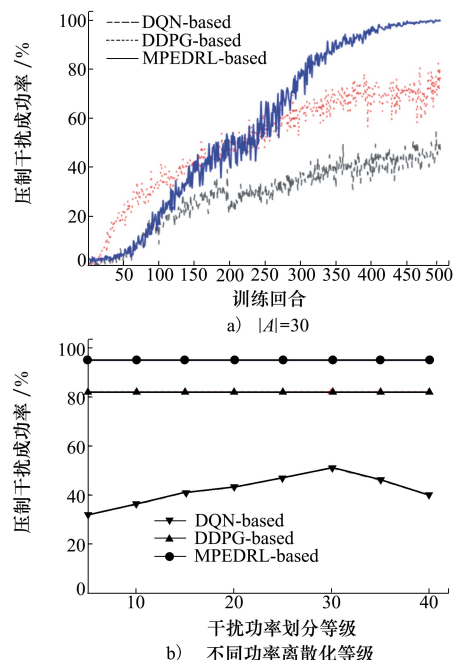 100
80
60
40
20
0
压制干扰成功率/%
DQN-based
DDPG-based
MPEDRL-based
50 100 150 200 250 300 350 400 450 500
训练回合
a) |A|=30
100
80
60
40
20
0
压制干扰成功率/%
DQN-based
DDPG-based
MPEDRL-based
10 20 30 40
干扰功率划分等级
b) 不同功率离散化等级